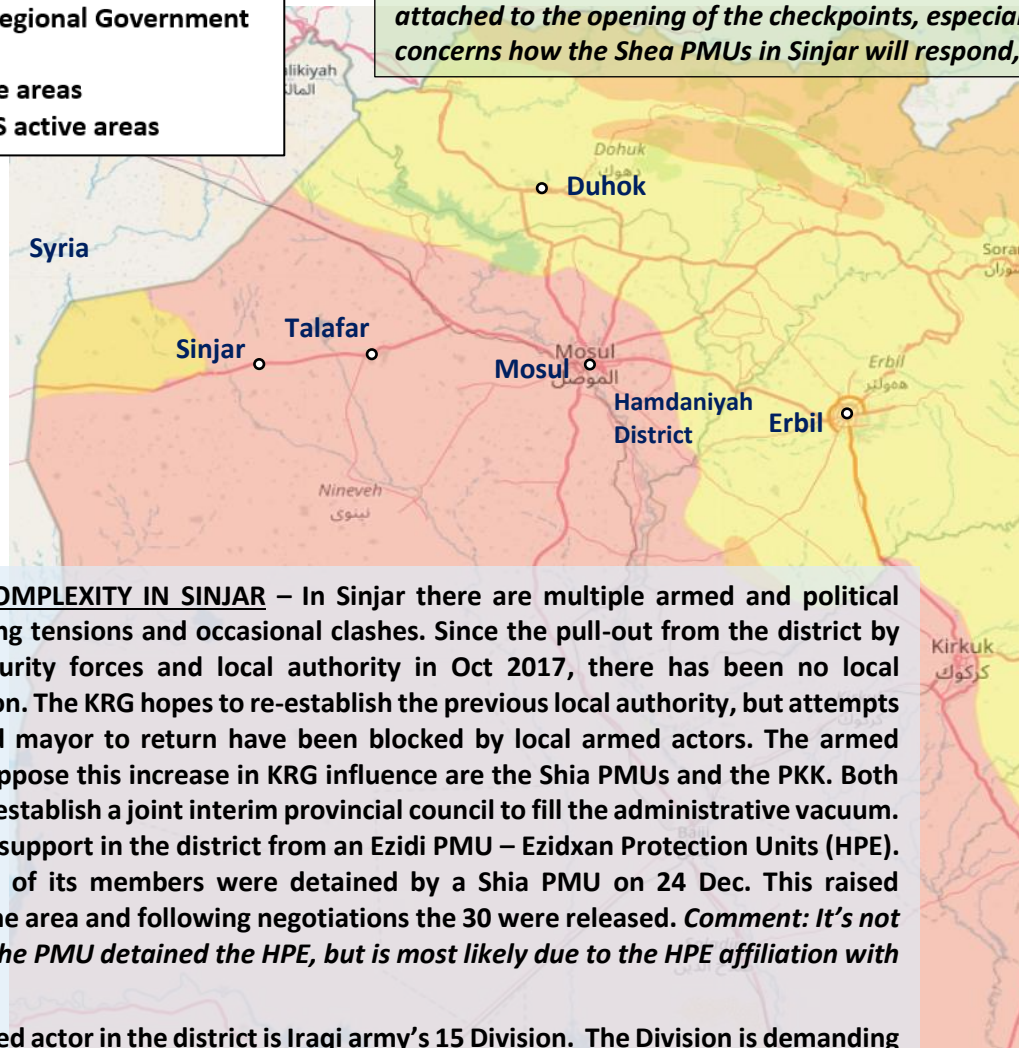 egional Government
e areas
S active areas
attached to the opening of the checkpoints, especial
concerns how the Shea PMUs in Sinjar will respond,
likiyah
المال
Dohuk
دهوك
Duhok
Syria
Sora
سوران
Talafar
Sinjar
Mosul
Mosul
الموصل
Erbil
هەولێر
Hamdaniyah
District
Erbil
Nineveh
نينوى
OMPLEXITY IN SINJAR – In Sinjar there are multiple armed and political
ng tensions and occasional clashes. Since the pull-out from the district by
urity forces and local authority in Oct 2017, there has been no local
on. The KRG hopes to re-establish the previous local authority, but attempts
d mayor to return have been blocked by local armed actors. The armed
ppose this increase in KRG influence are the Shia PMUs and the PKK. Both
establish a joint interim provincial council to fill the administrative vacuum.
support in the district from an Ezidi PMU – Ezidxan Protection Units (HPE).
of its members were detained by a Shia PMU on 24 Dec. This raised
he area and following negotiations the 30 were released. Comment: It's not
he PMU detained the HPE, but is most likely due to the HPE affiliation with
ed actor in the district is Iraqi army's 15 Division. The Division is demanding
Kirkuk
كركوك